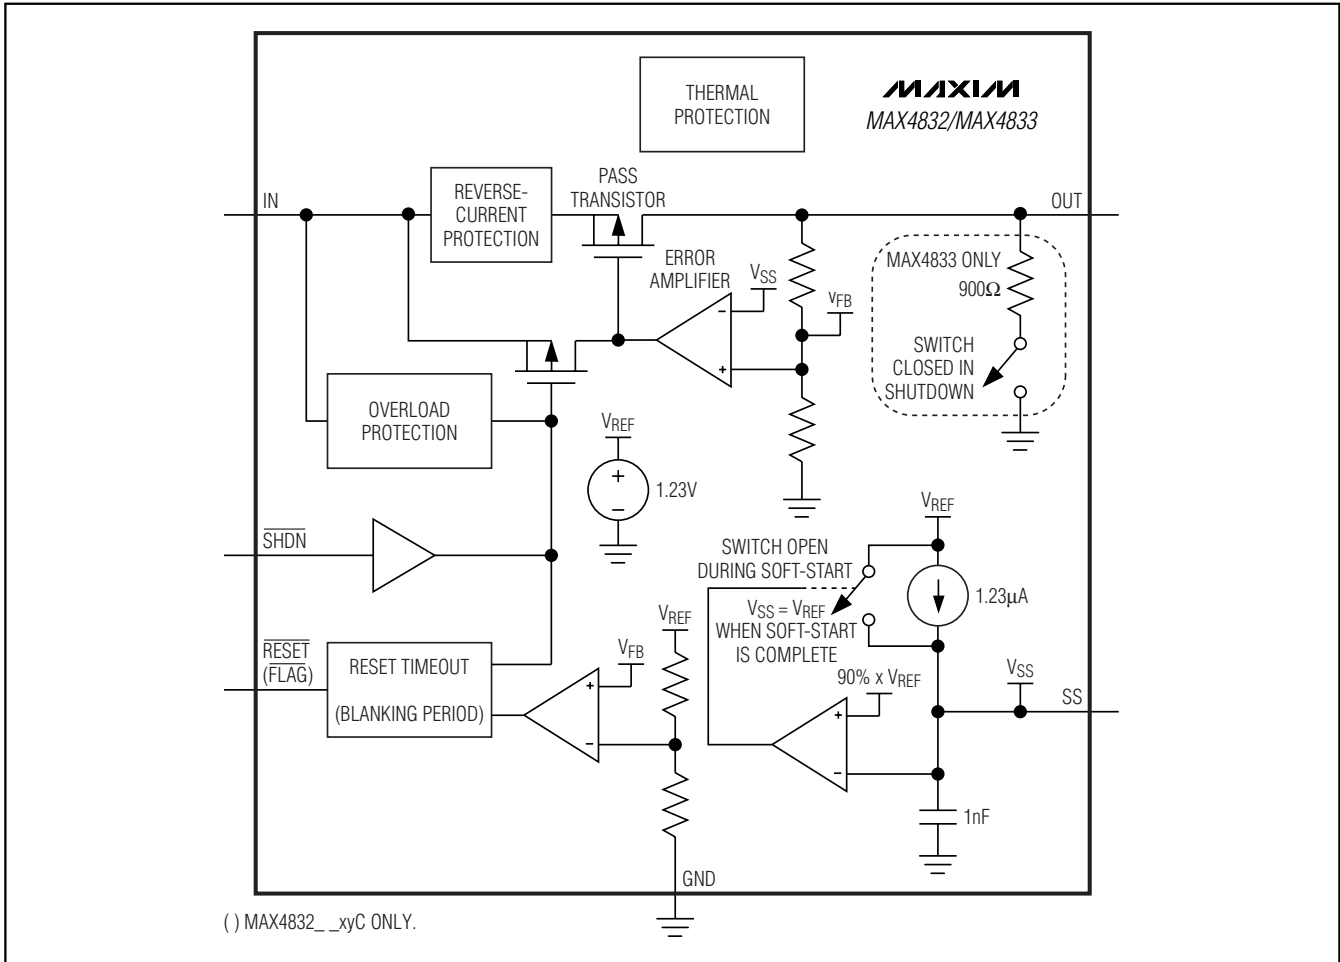 THERMAL
PROTECTION
MAXIM
MAX4832/MAX4833
IN
REVERSE-
CURRENT
PROTECTION
PASS
TRANSISTOR
OUT
ERROR
AMPLIFIER
VSS
-
+
vFB
MAX4833 ONLY
900Ω
SWITCH
CLOSED IN
SHUTDOWN
OVERLOAD
PROTECTION
VREF
+
-
1.23V
SHDN
VREF
SWITCH OPEN
DURING SOFT-START
1.23µA
VSS = VREF
WHEN SOFT-START
IS COMPLETE
RESET
(FLAG)
RESET TIMEOUT
(BLANKING PERIOD)
VFB
+
-
VREF
90% x VREF
+
-
VSS
SS
1nF
GND
( ) MAX4832_ _xyC ONLY.